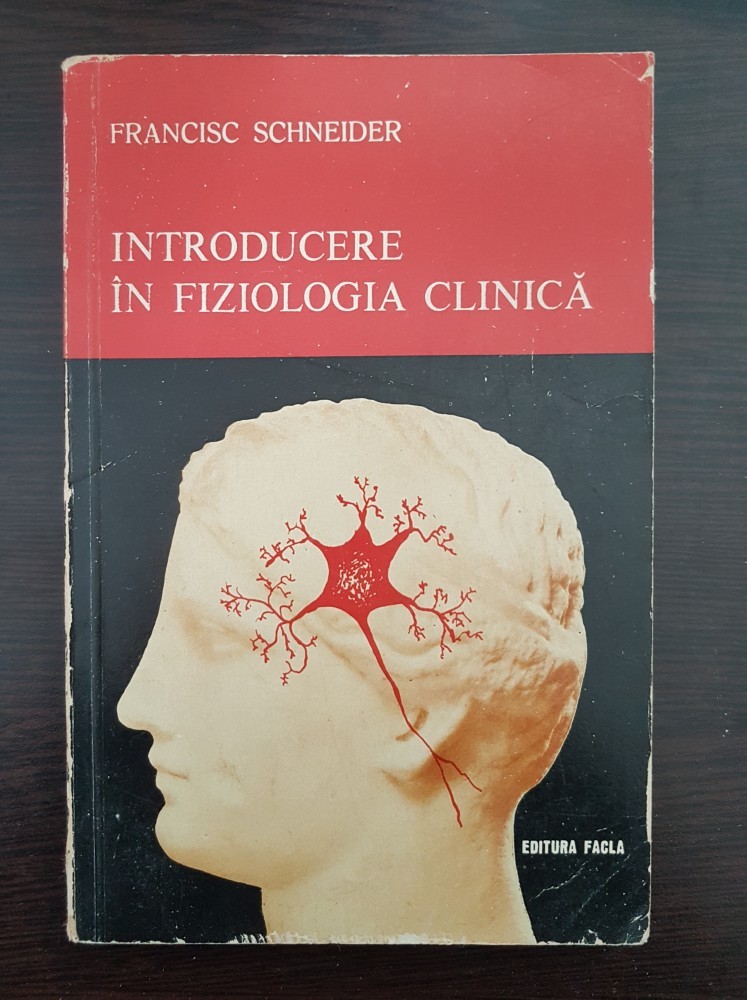 FRANCISC SCHNEIDER
INTRODUCERE
ÎN FIZIOLOGIA CLINICĂ
EDITURA FACLA